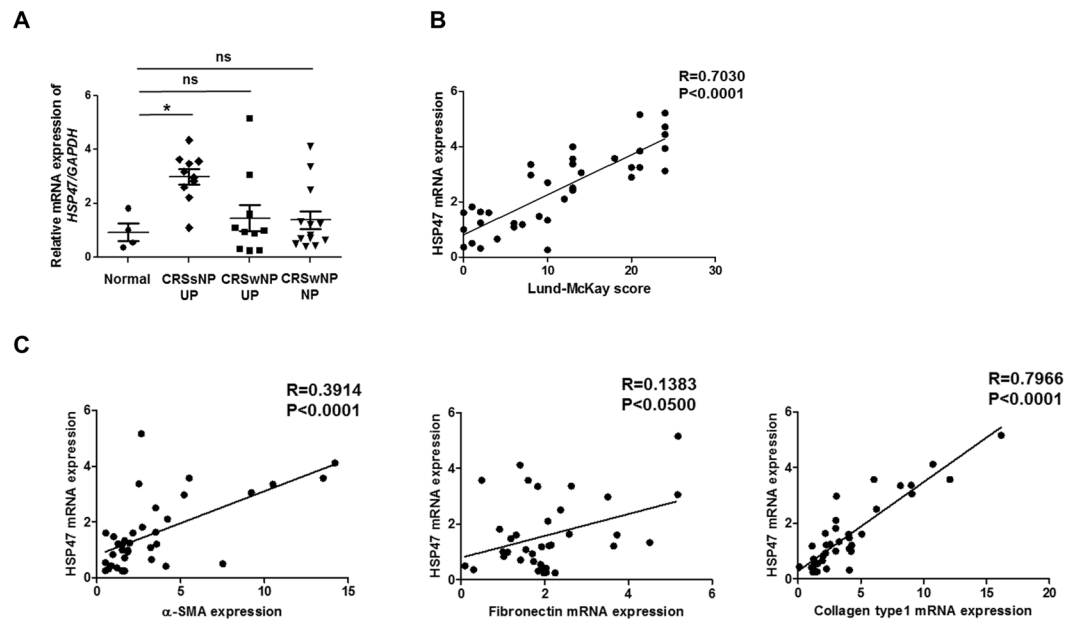 A
ns
ns
*
Relative mRNA expression of
HSP47/GAPDH
6
4
2
0
Normal
CRSsNP
UP
CRSwNP
UP
CRSwNP
NP
B
R=0.7030
P<0.0001
HSP47 mRNA expression
6
4
2
0
0
10
20
30
Lund-McKay score
C
R=0.3914
P<0.0001
HSP47 mRNA expression
6
4
2
0
0
5
10
15
α-SMA expression
R=0.1383
P<0.0500
HSP47 mRNA expression
6
4
2
0
0
2
4
6
Fibronectin mRNA expression
R=0.7966
P<0.0001
HSP47 mRNA expression
6
4
2
0
0
5
10
15
20
Collagen type1 mRNA expression